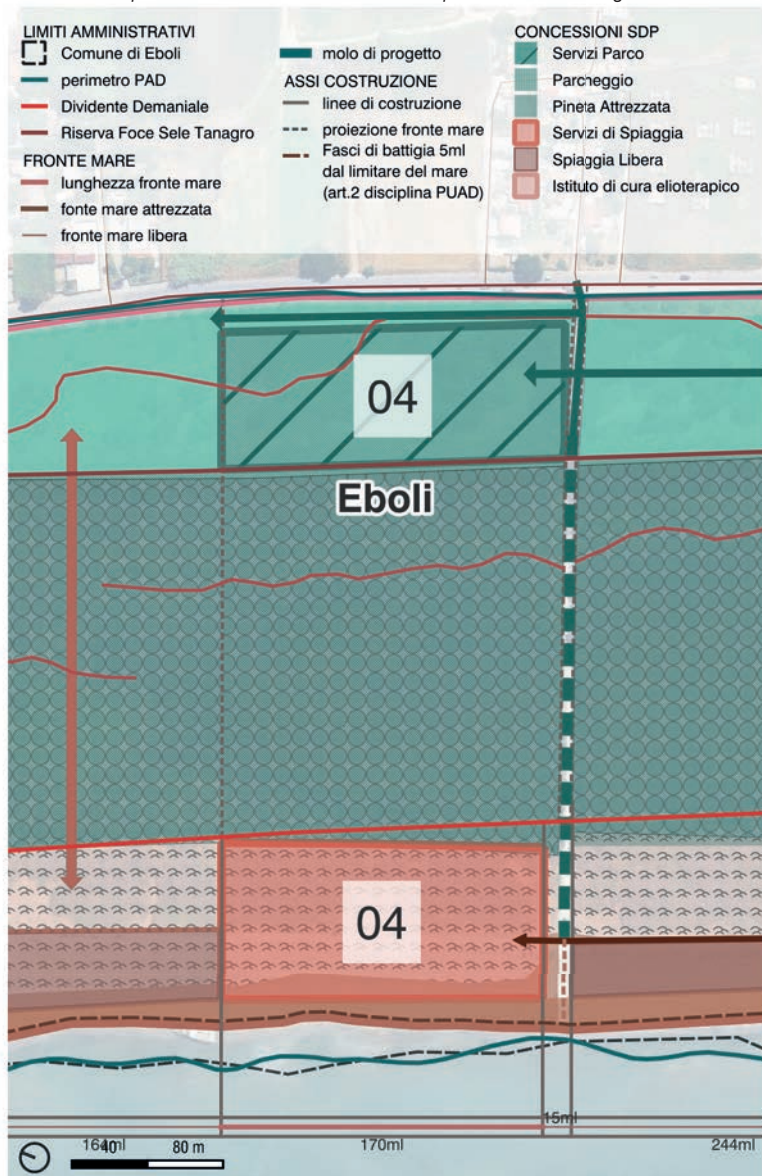 LIMITI AMMINISTRATIVI
Comune di Eboli
perimetro PAD
Dividente Demaniale
Riserva Foce Sele Tanagro
FRONTE MARE
lunghezza fronte mare
fonte mare attrezzata
fronte mare libera
molo di progetto
ASSI COSTRUZIONE
linee di costruzione
proiezione fronte mare
Fasci di battigia 5ml
dal limitare del mare
(art.2 disciplina PUAD)
CONCESSIONI SDP
Servizi Parco
Parcheggio
Pineta Attrezzata
Servizi di Spiaggia
Spiaggia Libera
Istituto di cura elioterapico
04
Eboli
04
15ml
40
80 m
170ml
244ml